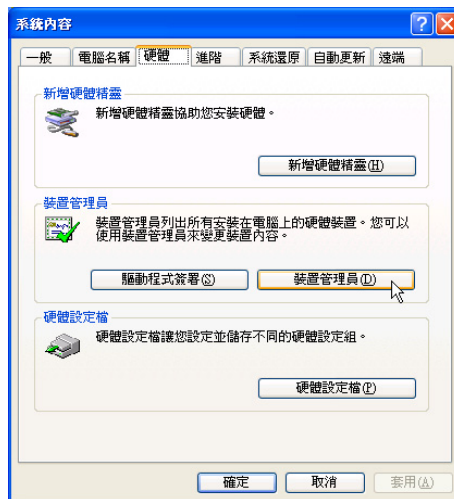 系統內容
一般 電腦名稱 硬體 進階 系統還原 自動更新 遠端
新增硬體精靈
新增硬體精靈協助您安裝硬體。
新增硬體精靈(H)
裝置管理員
裝置管理員列出所有安裝在電腦上的硬體裝置。您可以
使用裝置管理員來變更裝置內容。
驅動程式簽署(S) 裝置管理員(D)
硬體設定檔
硬體設定檔讓您設定並儲存不同的硬體設定組。
硬體設定檔(P)
確定 取消 套用(A)